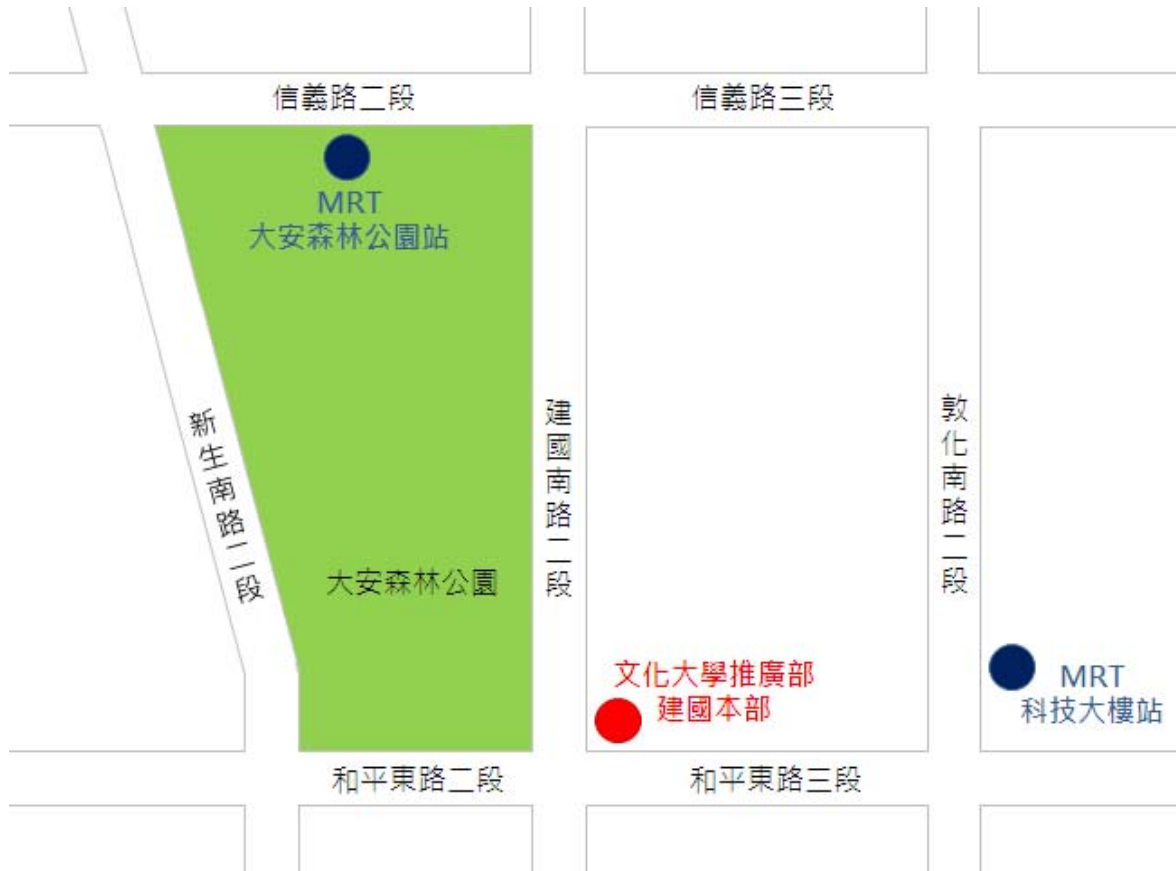 信義路二段
信義路三段
MRT
大安森林公園站
新生南路二段
建國南路二段
敦化南路二段
大安森林公園
文化大學推廣部
建國本部
MRT
科技大樓站
和平東路二段
和平東路三段